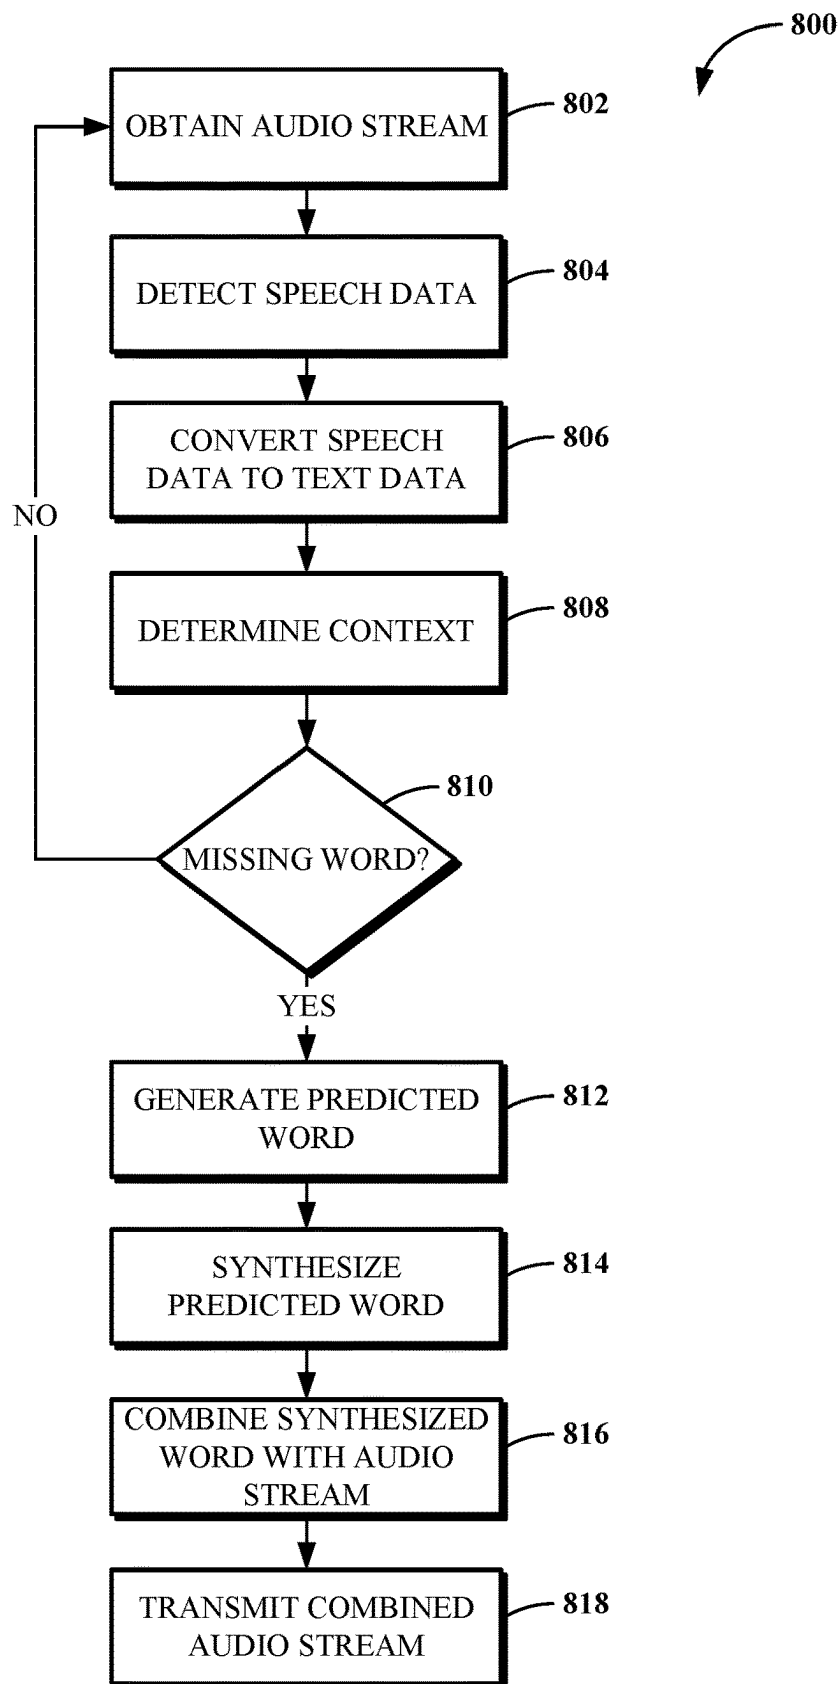 800
OBTAIN AUDIO STREAM
802
DETECT SPEECH DATA
804
CONVERT SPEECH
DATA TO TEXT DATA
806
NO
DETERMINE CONTEXT
808
810
MISSING WORD?
YES
GENERATE PREDICTED
WORD
812
SYNTHESIZE
PREDICTED WORD
814
COMBINE SYNTHESIZED
WORD WITH AUDIO
STREAM
816
TRANSMIT COMBINED
AUDIO STREAM
818